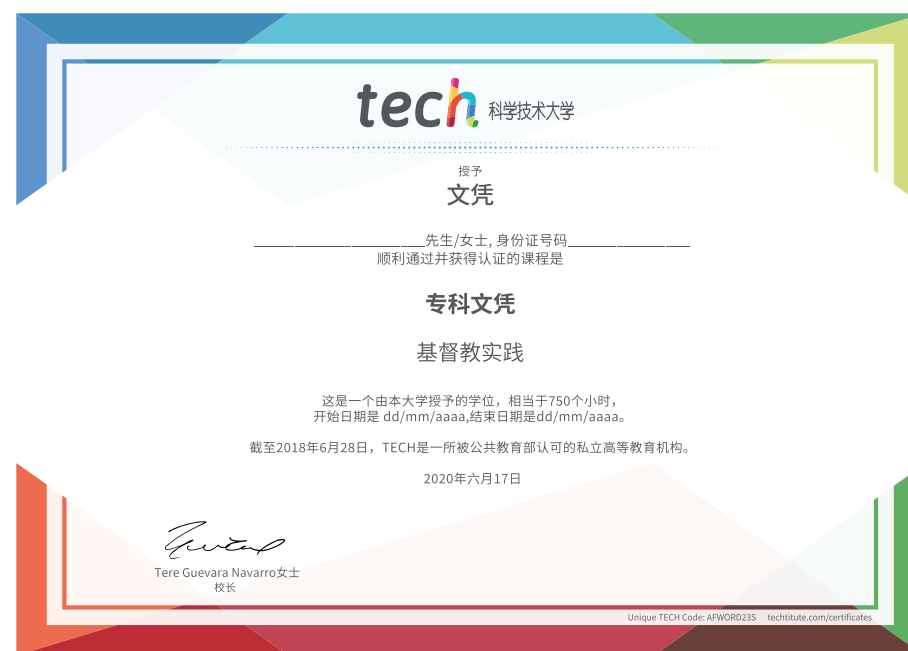 tech 科学技术大学
授予
文凭
______________________先生/女士, 身份证号码________________
顺利通过并获得认证的课程是
专科文凭
基督教实践
这是一个由本大学授予的学位，相当于750个小时，
开始日期是 dd/mm/aaaa,结束日期是dd/mm/aaaa。
截至2018年6月28日，TECH是一所被公共教育部认可的私立高等教育机构。
2020年六月17日
Tere Guevara Navarro女士
校长
Unique TECH Code: AFWORD23S techtitute.com/certificates